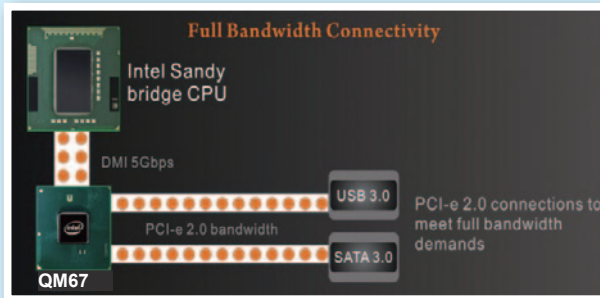 Full Bandwidth Connectivity
Intel Sandy
bridge CPU
DMI 5Gbps
USB 3.0
PCI-e 2.0 connections to
meet full bandwidth
demands
PCI-e 2.0 bandwidth
SATA 3.0
intel
QM67